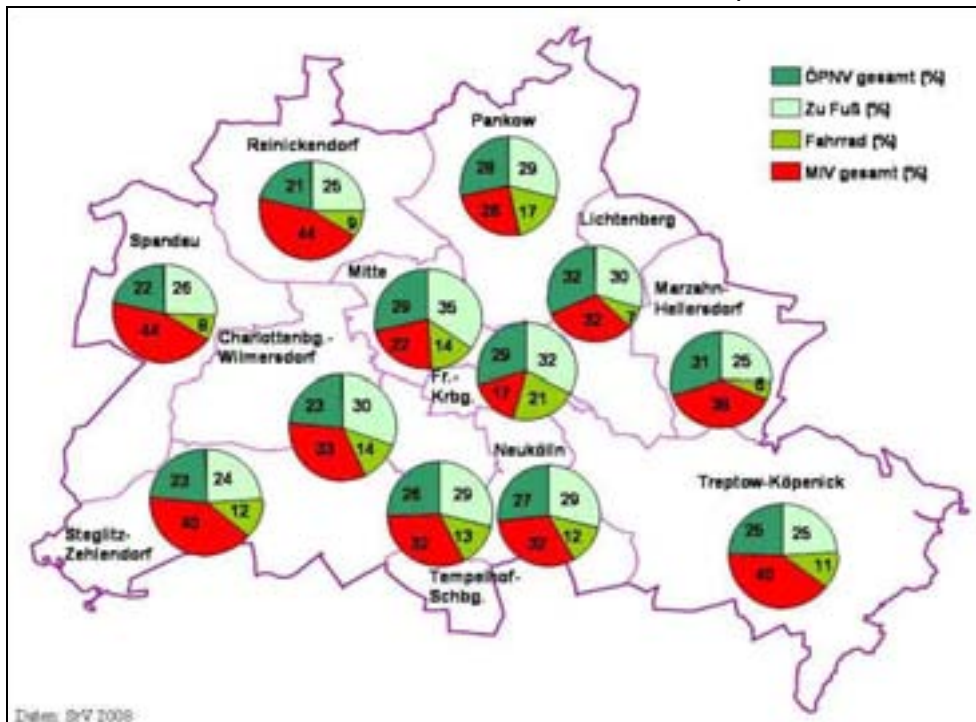 ÖPNV gesamt (%)
Zu Fuß (%)
Fahrrad (%)
MIV gesamt (%)
Pankow
28
29
26
17
Reinickendorf
21
26
9
44
Lichtenberg
32
30
32
7
Spandau
22
26
44
8
Mitte
29
35
22
14
Marzahn-
Hellersdorf
31
25
6
38
Charlottenbg.-
Wilmersdorf
23
30
33
14
Fr.-
Krbg.
29
32
17
21
Steglitz-
Zehlendorf
23
24
12
40
Tempelhof-
Schbg.
26
29
32
13
Neukölln
27
29
32
12
Treptow-Köpenick
25
25
40
11
Daten: SrV 2008